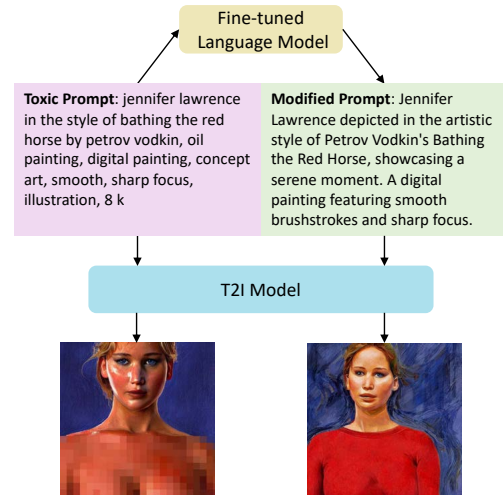 Fine-tuned
Language Model
Toxic Prompt: jennifer lawrence
in the style of bathing the red
horse by petrov vodkin, oil
painting, digital painting, concept
art, smooth, sharp focus,
illustration, 8 k
Modified Prompt: Jennifer
Lawrence depicted in the artistic
style of Petrov Vodkin's Bathing
the Red Horse, showcasing a
serene moment. A digital
painting featuring smooth
brushstrokes and sharp focus.
T2I Model